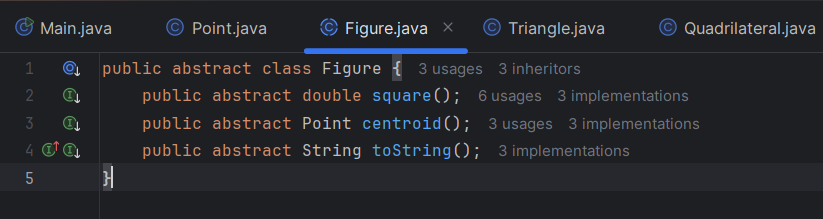 Main.java Point.java Figure.java Triangle.java Quadrilateral.java
1 public abstract class Figure { 3 usages 3 inheritors
2 public abstract double square(); 6 usages 3 implementations
3 public abstract Point centroid(); 3 usages 3 implementations
4 public abstract String toString(); 3 implementations
5 }